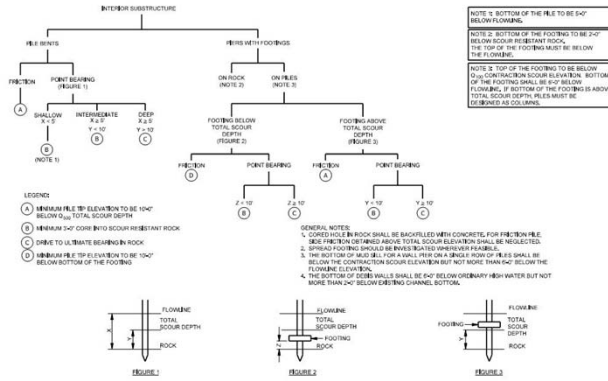 INTERIOR SUBSTRUCTURE
PILE BENTS
PIERS WITH FOOTINGS
FRICTION
POINT BEARING
(FIGURE 1)
ON ROCK
(NOTE 2)
ON PILES
(NOTE 3)
A
SHALLOW
X < 5'
INTERMEDIATE
X ≥ 5'
Y < 10'
DEEP
X ≥ 5'
Y > 10'
B
(NOTE 1)
B
C
FOOTING BELOW
TOTAL SCOUR
DEPTH
(FIGURE 2)
FOOTING ABOVE
TOTAL SCOUR
DEPTH
(FIGURE 3)
FRICTION
D
POINT BEARING
Z < 10'
B
Z ≥ 10'
C
FRICTION
A
POINT BEARING
Y < 10'
B
Y ≥ 10'
C
NOTE 1: BOTTOM OF THE PILE TO BE 5'-0"
BELOW FLOWLINE.
NOTE 2: BOTTOM OF THE FOOTING TO BE 2'-0"
BELOW SCOUR RESISTANT ROCK.
THE TOP OF THE FOOTING MUST BE BELOW
THE FLOWLINE.
NOTE 3: TOP OF THE FOOTING TO BE BELOW
Q100 CONTRACTION SCOUR ELEVATION. BOTTOM
OF THE FOOTING SHALL BE 6'-0" BELOW
FLOWLINE. IF BOTTOM OF THE FOOTING IS ABOVE
TOTAL SCOUR DEPTH, PILES MUST BE
DESIGNED AS COLUMNS.
LEGEND:
A MINIMUM PILE TIP ELEVATION TO BE 10'-0"
BELOW Q500 TOTAL SCOUR DEPTH
B MINIMUM 3'-0" CORE INTO SCOUR RESISTANT ROCK
C DRIVE TO ULTIMATE BEARING IN ROCK
D MINIMUM PILE TIP ELEVATION TO BE 10'-0"
BELOW BOTTOM OF THE FOOTING
GENERAL NOTES:
1. CORED HOLE IN ROCK SHALL BE BACKFILLED WITH CONCRETE. FOR FRICTION PILE,
SIDE FRICTION OBTAINED ABOVE TOTAL SCOUR ELEVATION SHALL BE NEGLECTED.
2. SPREAD FOOTING SHOULD BE INVESTIGATED WHEREVER FEASIBLE.
3. THE BOTTOM OF MUD SILL FOR A WALL PIER ON A SINGLE ROW OF PILES SHALL BE
BELOW THE CONTRACTION SCOUR ELEVATION BUT NOT MORE THAN 6'-0" BELOW THE
FLOWLINE ELEVATION.
4. THE BOTTOM OF DEBIS WALLS SHALL BE 6'-0" BELOW ORDINARY HIGH WATER BUT NOT
MORE THAN 2'-0" BELOW EXISTING CHANNEL BOTTOM.
X
Y
FLOWLINE
TOTAL
SCOUR DEPTH
ROCK
FIGURE 1
FLOWLINE
TOTAL
SCOUR DEPTH
FOOTING
Z
ROCK
FIGURE 2
FLOWLINE
FOOTING
TOTAL
SCOUR
DEPTH
Y
ROCK
FIGURE 3